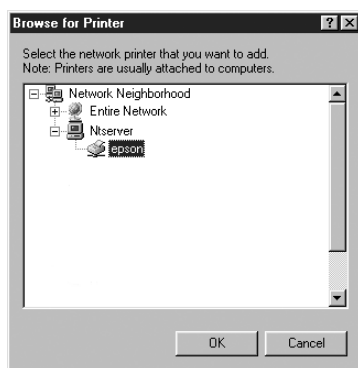 Browse for Printer
Select the network printer that you want to add.
Note: Printers are usually attached to computers.
Network Neighborhood
Entire Network
Ntserver
epson
OK Cancel